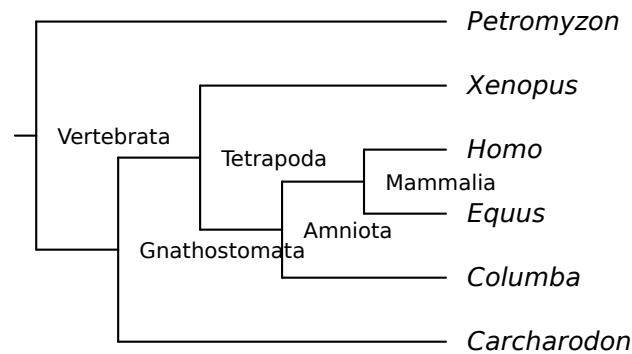 Petromyzon
Xenopus
Vertebrata
Homo
Tetrapoda
Mammalia
Equus
Amniota
Gnathostomata
Columba
Carcharodon